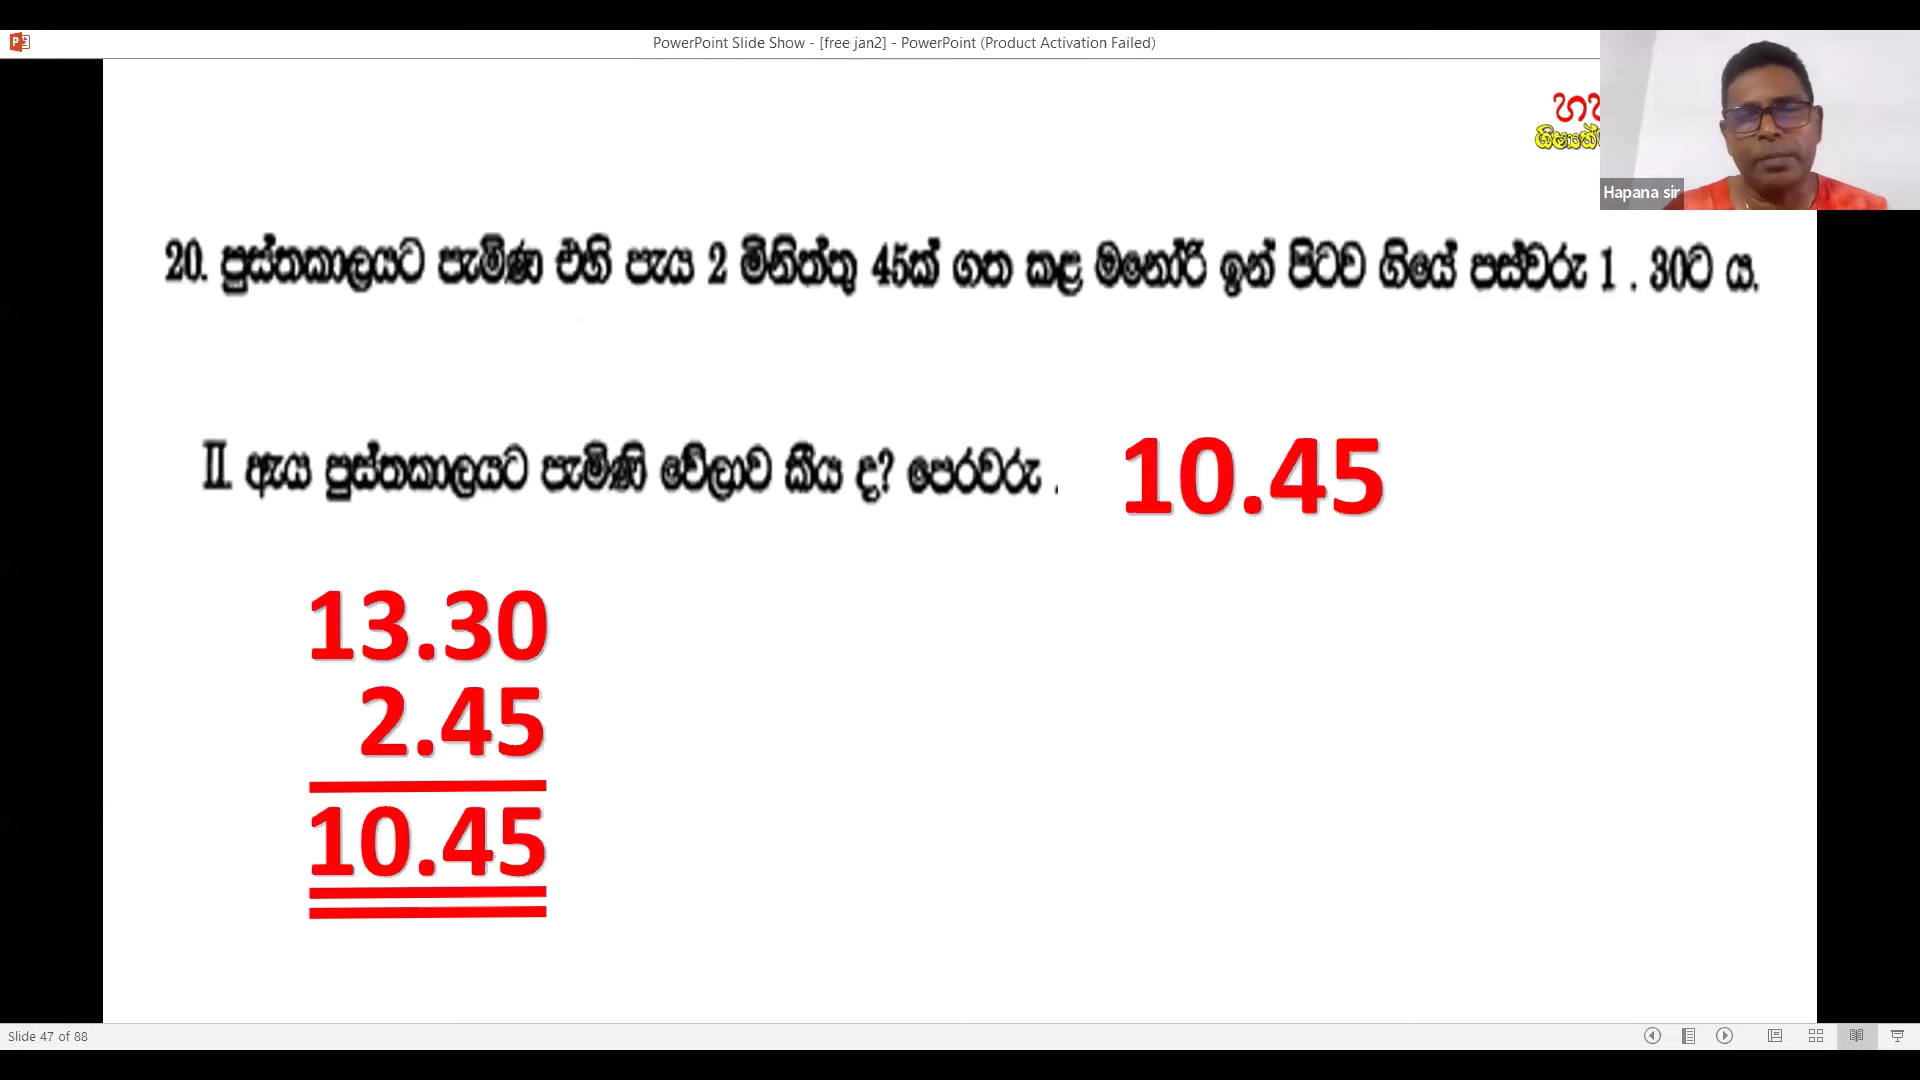 PowerPoint Slide Show - [free jan2] - PowerPoint (Product Activation Failed)
Hapana sir
20. පුස්තකාලයට පැමිණ එහි පැය 2 මිනිත්තු 45ක් ගත කළ මනෝරි ඉන් පිටව ගියේ පස්වරු 1 . 30ට ය.
II. ඇය පුස්තකාලයට පැමිණි වේලාව කීය ද? පෙරවරු .
10.45
13.30
2.45
10.45
Slide 47 of 88